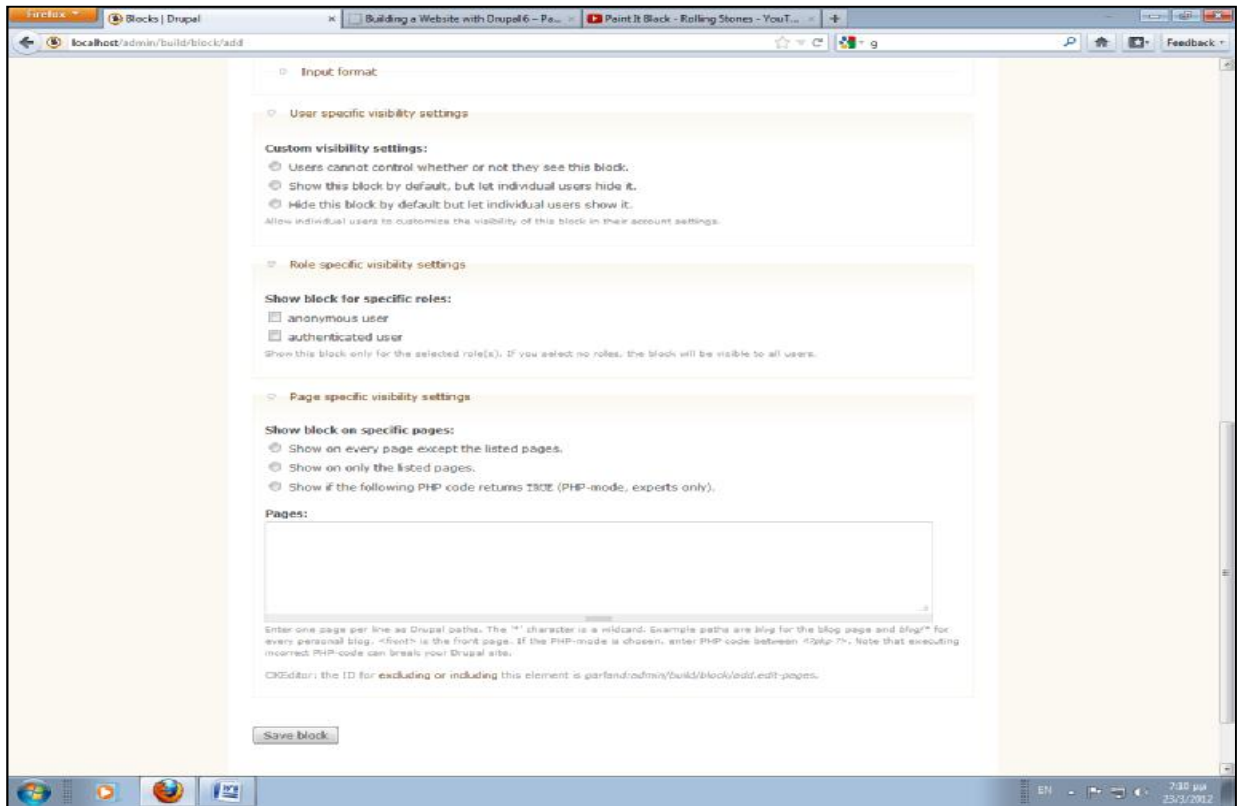 Firefox
Blocks | Drupal
Building a Website with Drupal 6 – Pa...
Paint It Black - Rolling Stones - YouT...
localhost/admin/build/block/add
g
Feedback
Input format
User specific visibility settings
Custom visibility settings:
Users cannot control whether or not they see this block.
Show this block by default, but let individual users hide it.
Hide this block by default but let individual users show it.
Allow individual users to customize the visibility of this block in their account settings.
Role specific visibility settings
Show block for specific roles:
anonymous user
authenticated user
Show this block only for the selected role(s). If you select no roles, the block will be visible to all users.
Page specific visibility settings
Show block on specific pages:
Show on every page except the listed pages.
Show on only the listed pages.
Show if the following PHP code returns TRUE (PHP-mode, experts only).
Pages:
Enter one page per line as Drupal paths. The '*' character is a wildcard. Example paths are blog for the blog page and blog/* for
every personal blog. <front> is the front page. If the PHP-mode is chosen, enter PHP code between <?php ?>. Note that executing
incorrect PHP-code can break your Drupal site.
CKEditor: the ID for excluding or including this element is garland:admin/build/block/add.edit-pages.
Save block
EN
7:30 μμ
23/3/2012